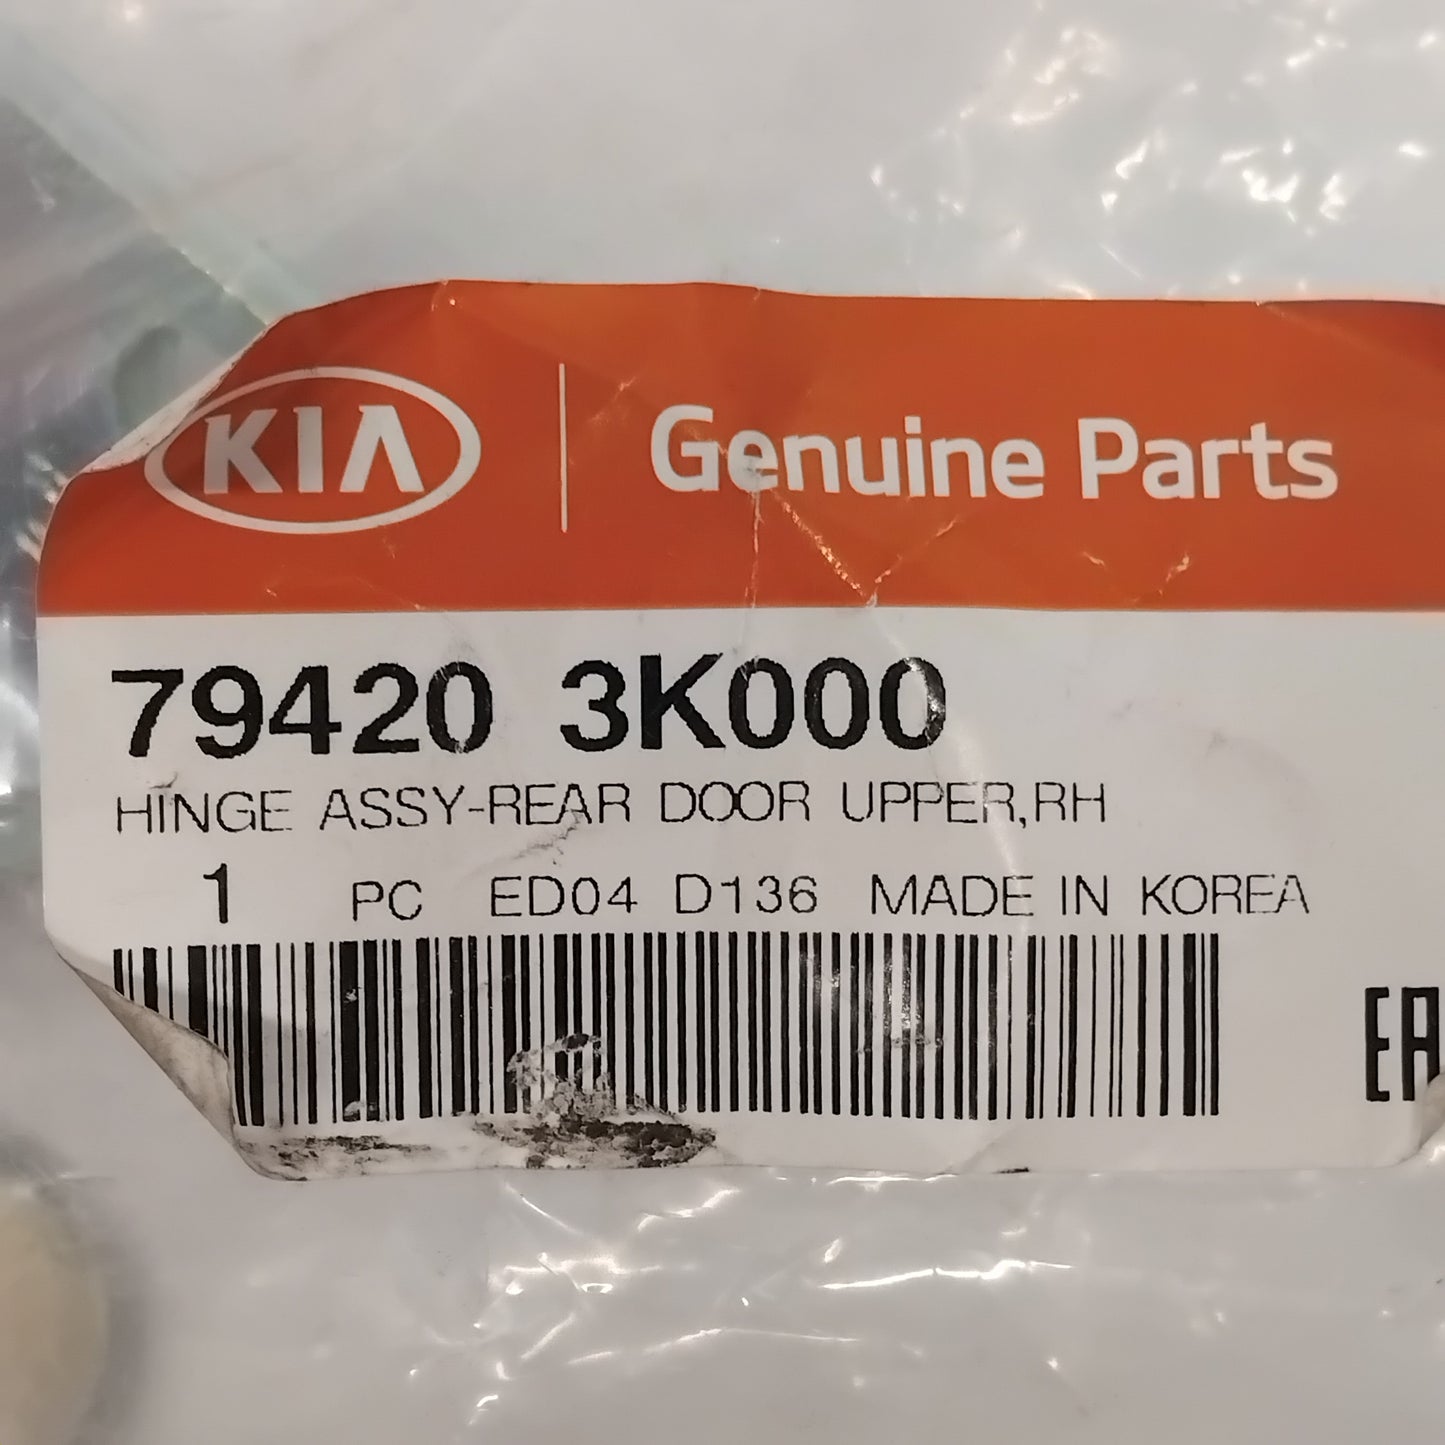 KIA Genuine Parts
79420 3K000
HINGE ASSY-REAR DOOR UPPER,RH
1 PC ED04 D136 MADE IN KOREA